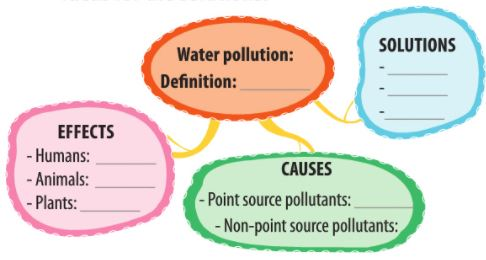 Water pollution:
Definition: __________
SOLUTIONS
- ________
- ________
- ________
EFFECTS
- Humans: ________
- Animals: ________
- Plants: ________
CAUSES
- Point source pollutants: ________
- Non-point source pollutants: